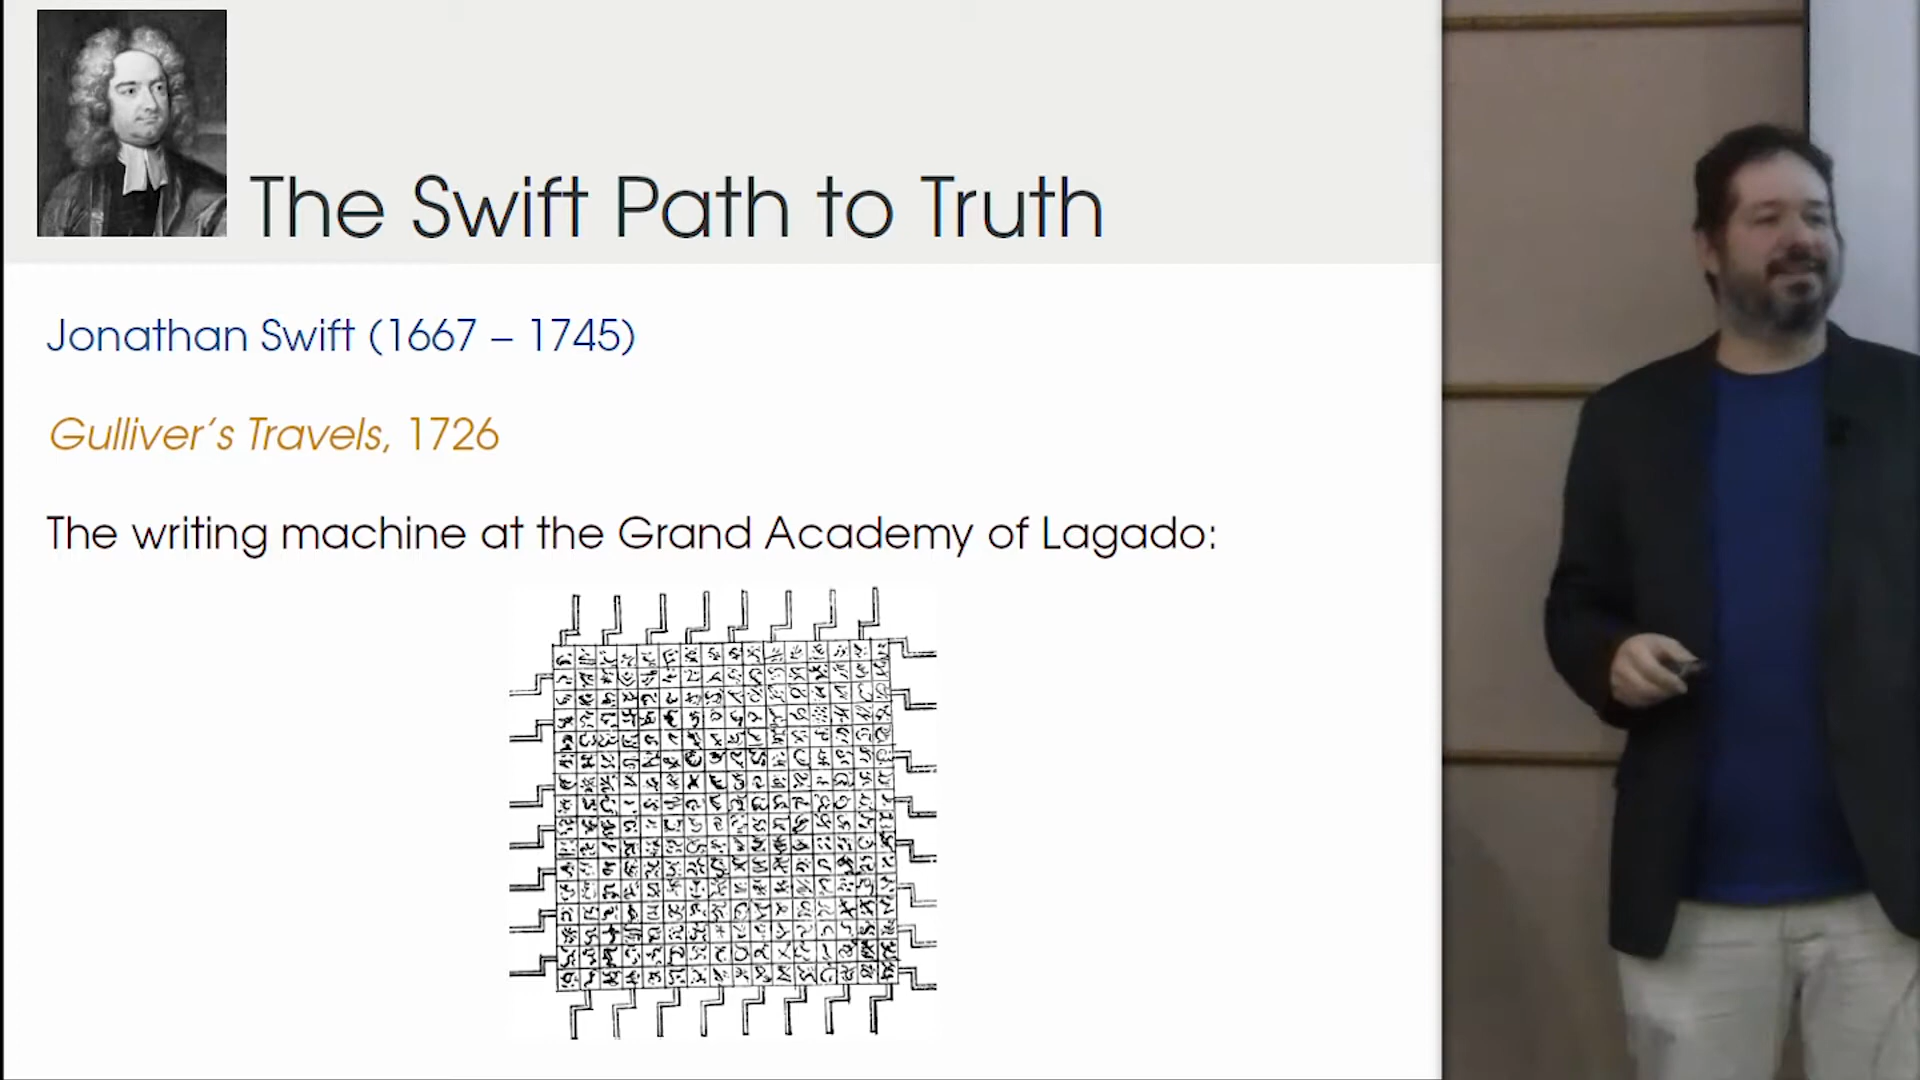 The Swift Path to Truth
Jonathan Swift (1667 – 1745)
Gulliver’s Travels, 1726
The writing machine at the Grand Academy of Lagado: